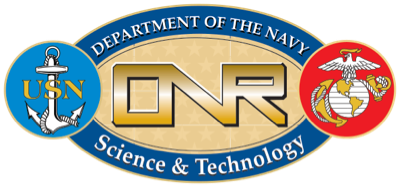 DEPARTMENT OF THE NAVY
USN
ONR
Science & Technology